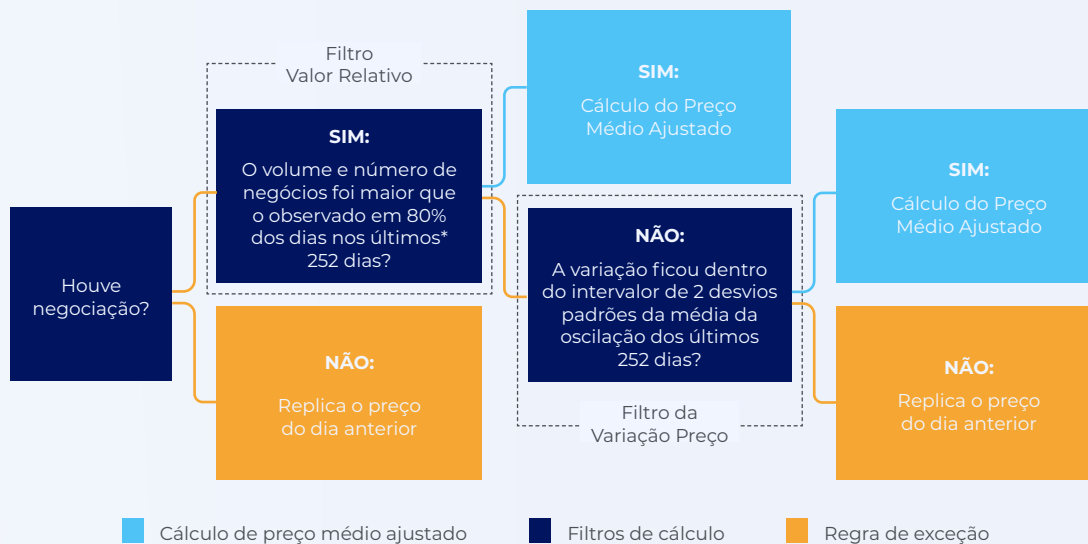 Houve
negociação?
Filtro
Valor Relativo
SIM:
O volume e número de
negócios foi maior que
o observado em 80%
dos dias nos últimos*
252 dias?
NÃO:
Replica o preço
do dia anterior
SIM:
Cálculo do Preço
Médio Ajustado
NÃO:
A variação ficou dentro
do intervalor de 2 desvios
padrões da média da
oscilação dos últimos
252 dias?
Filtro da
Variação Preço
SIM:
Cálculo do Preço
Médio Ajustado
NÃO:
Replica o preço
do dia anterior
Cálculo de preço médio ajustado
Filtros de cálculo
Regra de exceção